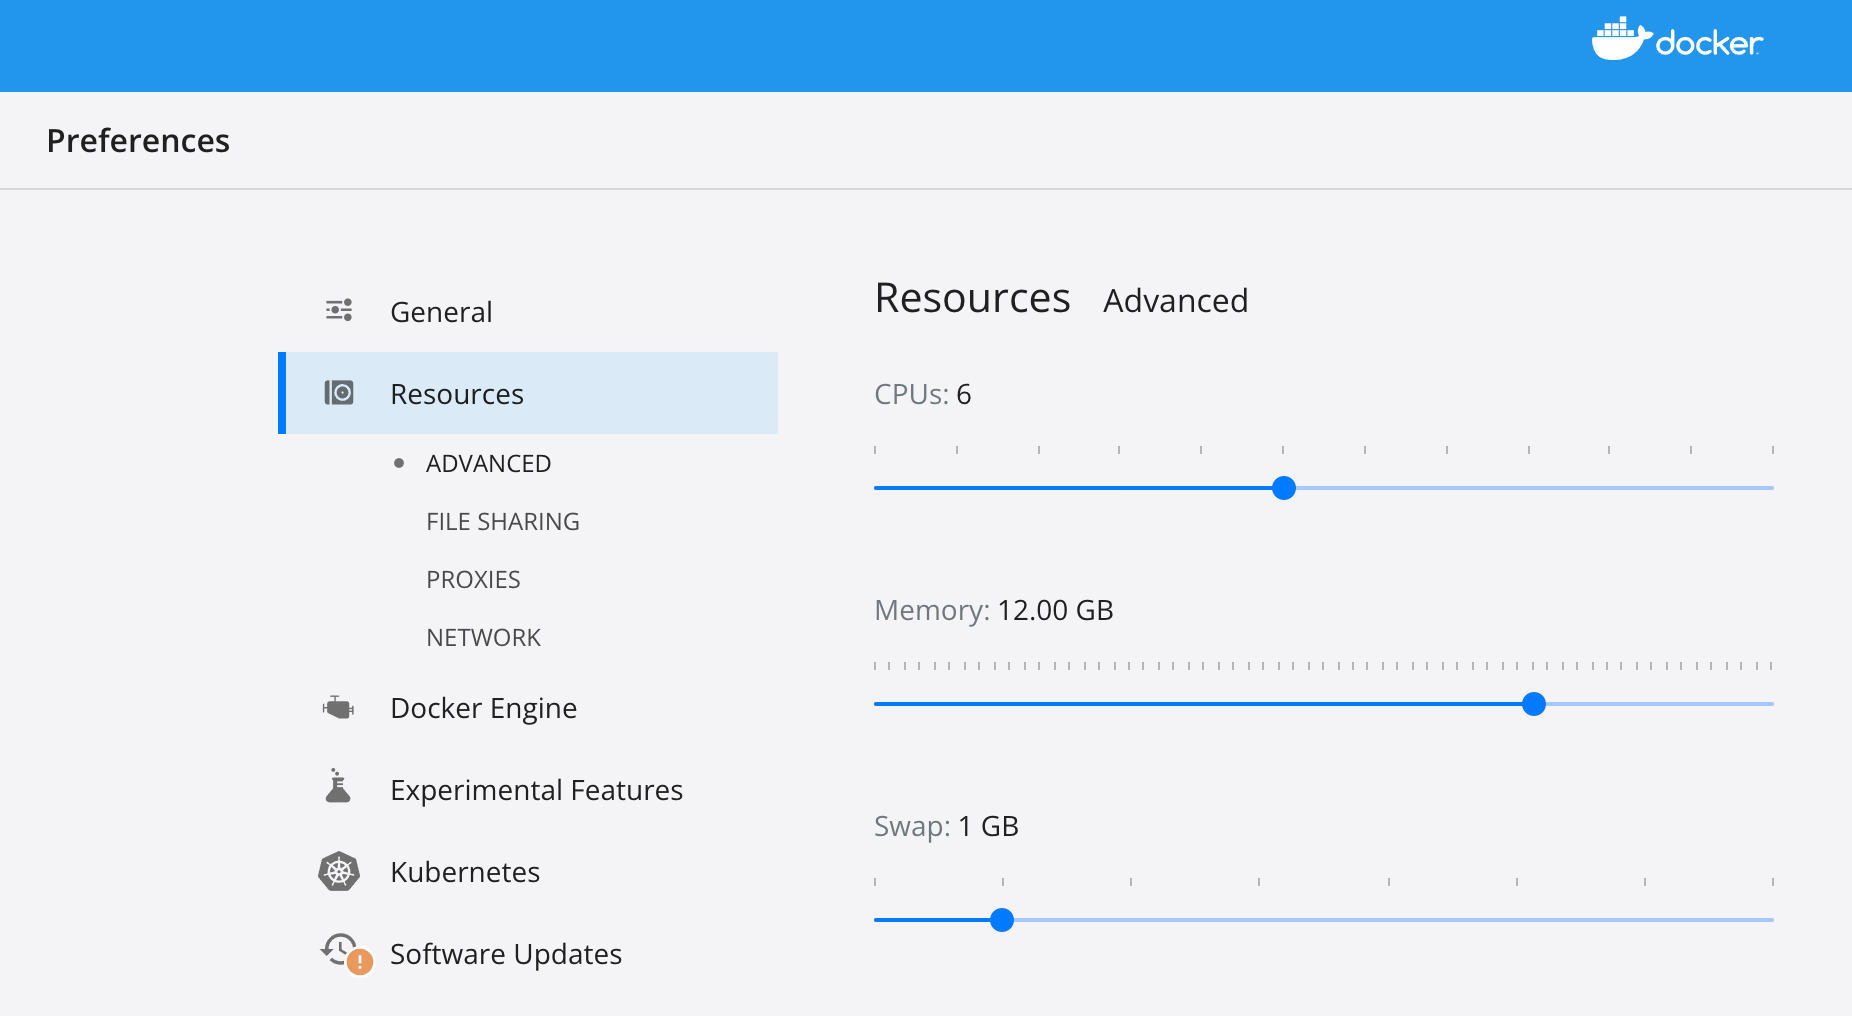 docker
Preferences
General
Resources
ADVANCED
FILE SHARING
PROXIES
NETWORK
Docker Engine
Experimental Features
Kubernetes
Software Updates
Resources Advanced
CPUs: 6
Memory: 12.00 GB
Swap: 1 GB